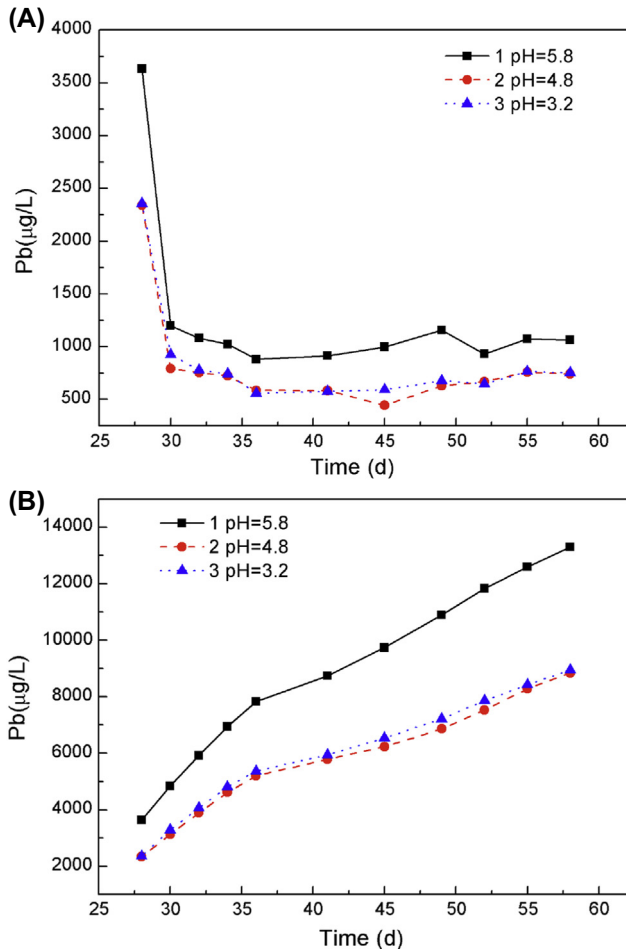 (A)
4000
3500
3000
2500
2000
1500
1000
500
Pb(μg/L)
1 pH=5.8
2 pH=4.8
3 pH=3.2
25 30 35 40 45 50 55 60
Time (d)
(B)
14000
12000
10000
8000
6000
4000
2000
Pb(μg/L)
1 pH=5.8
2 pH=4.8
3 pH=3.2
25 30 35 40 45 50 55 60
Time (d)